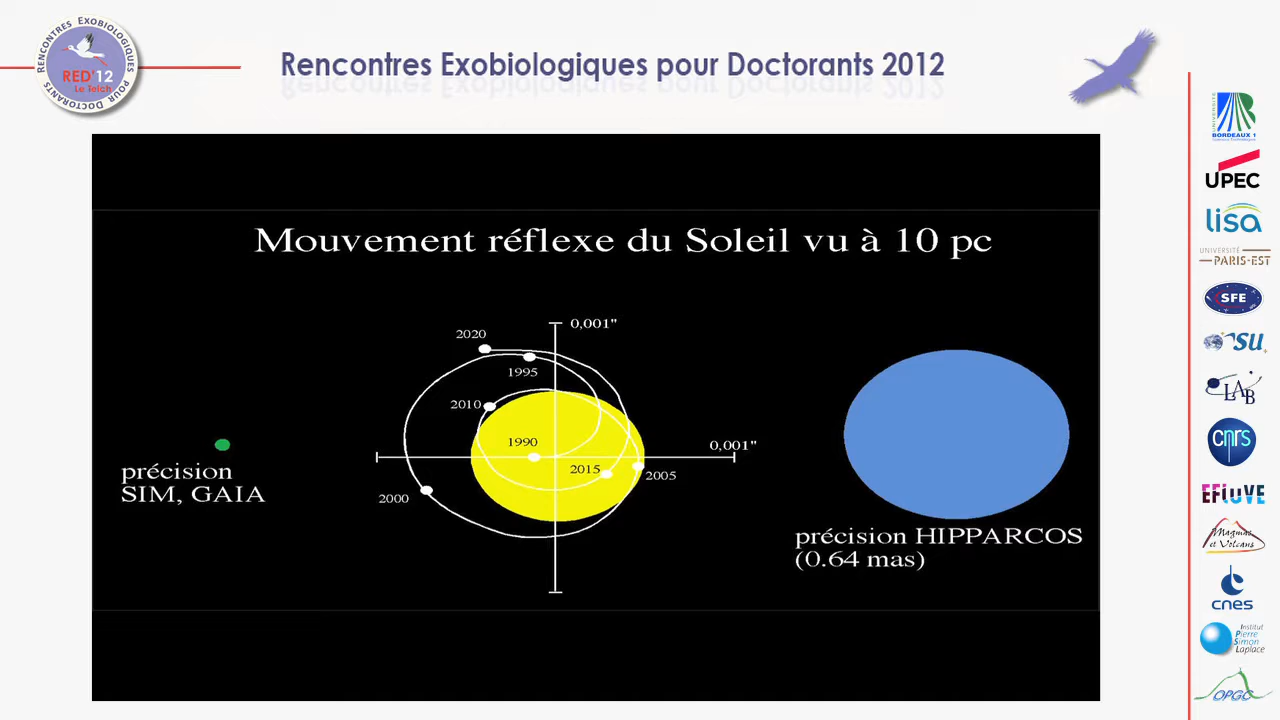 RENCONTRES EXOBIOLOGIQUES POUR DOCTORANTS
RED'12
Le Teich
Rencontres Exobiologiques pour Doctorants 2012
Mouvement réflexe du Soleil vu à 10 pc
0,001"
2020
1995
2010
1990
0,001"
2015
2005
2000
précision
SIM, GAIA
précision HIPPARCOS
(0.64 mas)
UNIVERSITÉ
BORDEAUX 1
UPEC
lisa
UNIVERSITÉ
PARIS-EST
SFE
OSU
LAB
cnrs
EFLUVE
Magmas
et Volcans
cnes
Institut
Pierre
Simon
Laplace
OPGC